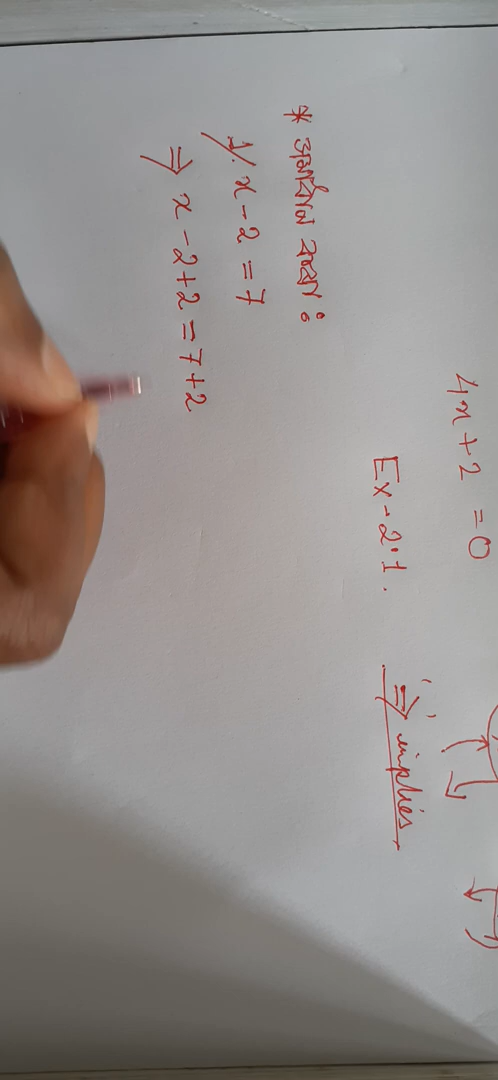 4x + 2 = 0
Ex - 2.1.
'⇒' implies.
* সমাধান করা :
1/. x - 2 = 7
⇒ x - 2 + 2 = 7 + 2